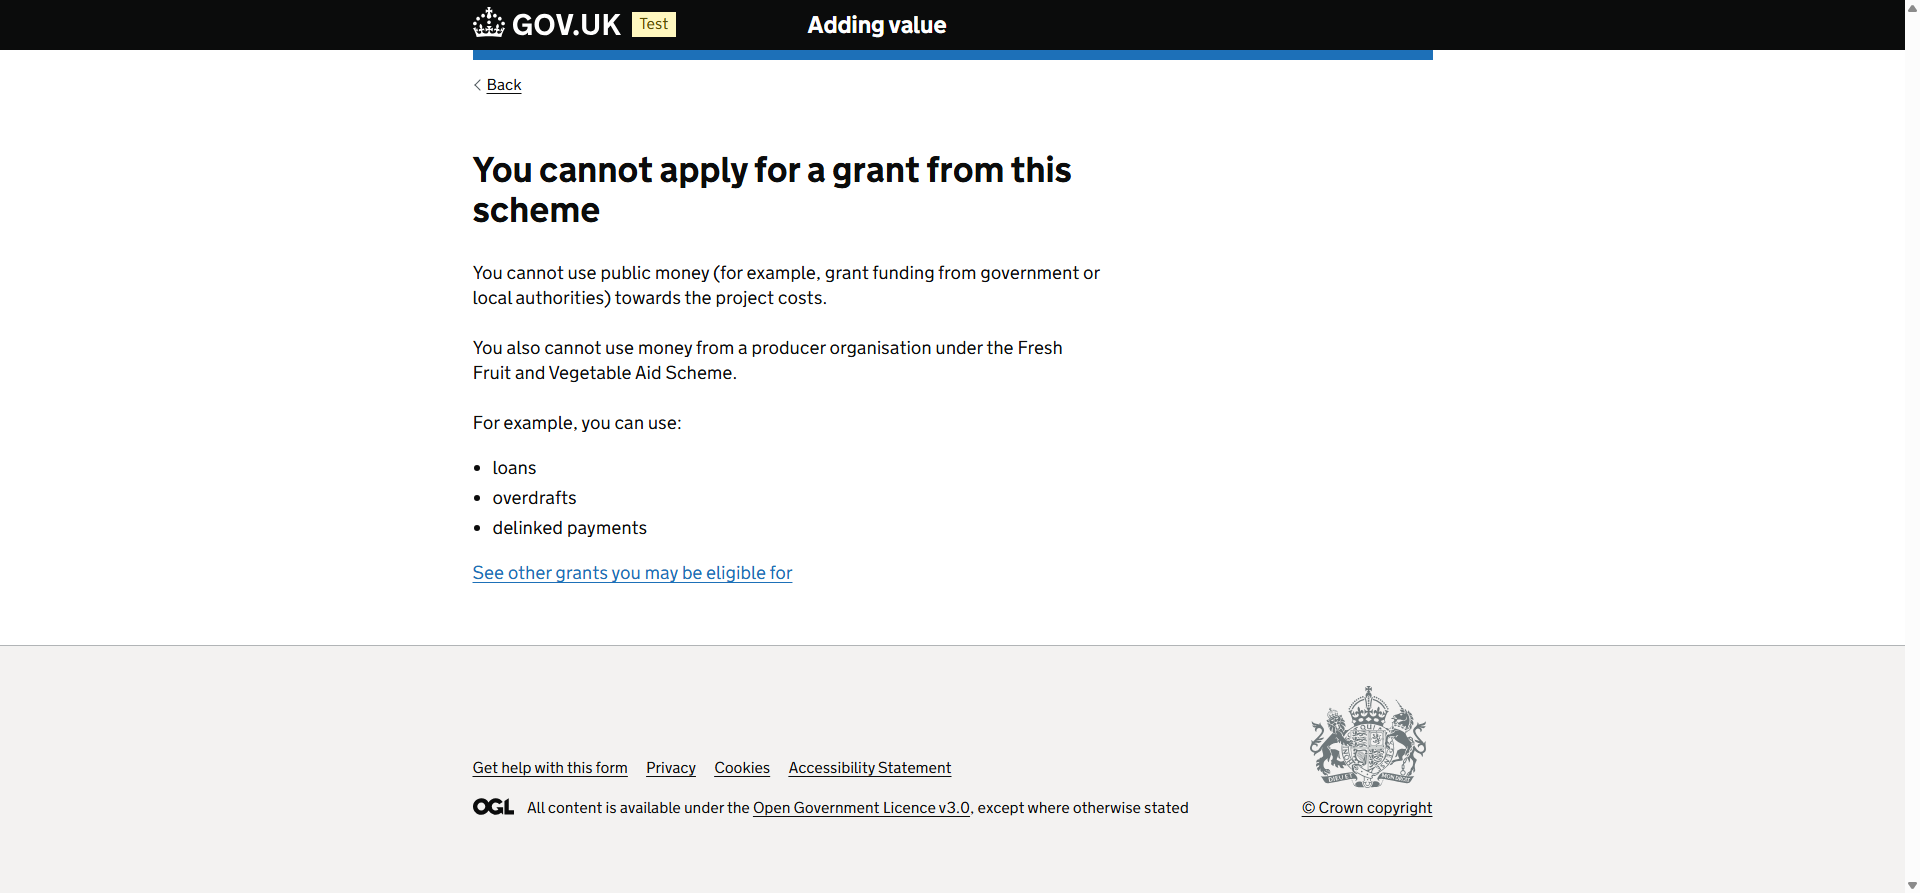 GOV.UK Test Adding value
Back
You cannot apply for a grant from this
scheme
You cannot use public money (for example, grant funding from government or
local authorities) towards the project costs.
You also cannot use money from a producer organisation under the Fresh
Fruit and Vegetable Aid Scheme.
For example, you can use:
• loans
• overdrafts
• delinked payments
See other grants you may be eligible for
Get help with this form Privacy Cookies Accessibility Statement
OGL All content is available under the Open Government Licence v3.0, except where otherwise stated
© Crown copyright